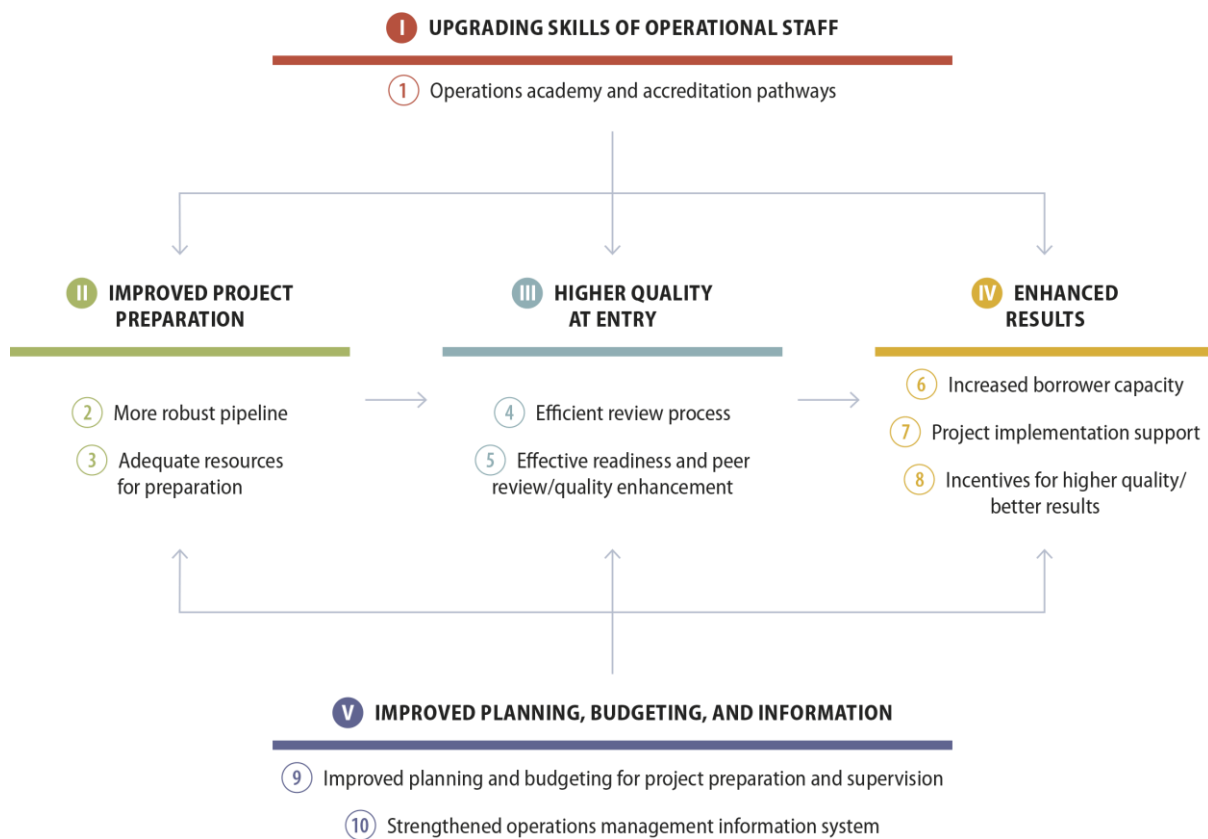 I UPGRADING SKILLS OF OPERATIONAL STAFF
1 Operations academy and accreditation pathways
II IMPROVED PROJECT
PREPARATION
2 More robust pipeline
3 Adequate resources
for preparation
III HIGHER QUALITY
AT ENTRY
4 Efficient review process
5 Effective readiness and peer
review/quality enhancement
IV ENHANCED
RESULTS
6 Increased borrower capacity
7 Project implementation support
8 Incentives for higher quality/
better results
V IMPROVED PLANNING, BUDGETING, AND INFORMATION
9 Improved planning and budgeting for project preparation and supervision
10 Strengthened operations management information system